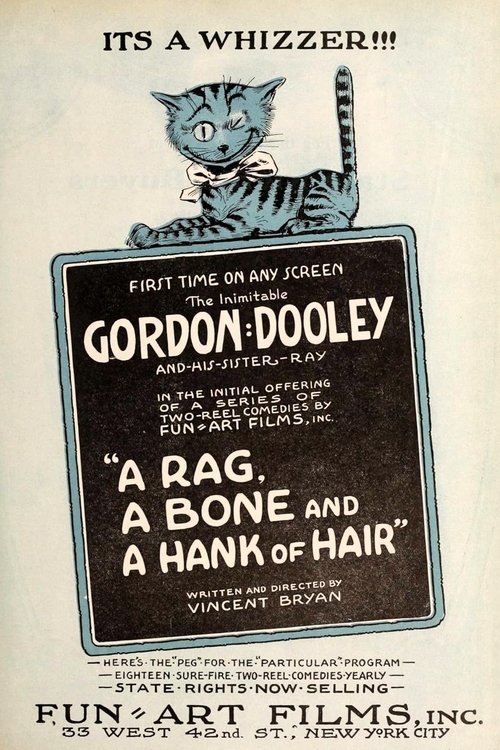 ITS A WHIZZER!!!
FIRST TIME ON ANY SCREEN
The Inimitable
GORDON:DOOLEY
AND-HIS-SISTER-RAY
IN THE INITIAL OFFERING
OF A SERIES OF
TWO-REEL COMEDIES BY
FUN-ART FILMS, INC.
"A RAG,
A BONE AND
A HANK OF HAIR"
WRITTEN AND DIRECTED BY
VINCENT BRYAN
— HERE'S·THE·"PEG"·FOR·THE·"PARTICULAR"·PROGRAM —
— EIGHTEEN·SURE-FIRE·TWO-REEL·COMEDIES·YEARLY —
— STATE·RIGHTS·NOW·SELLING —
FUN-ART FILMS, INC.
33 WEST 42nd. ST., NEW YORK CITY